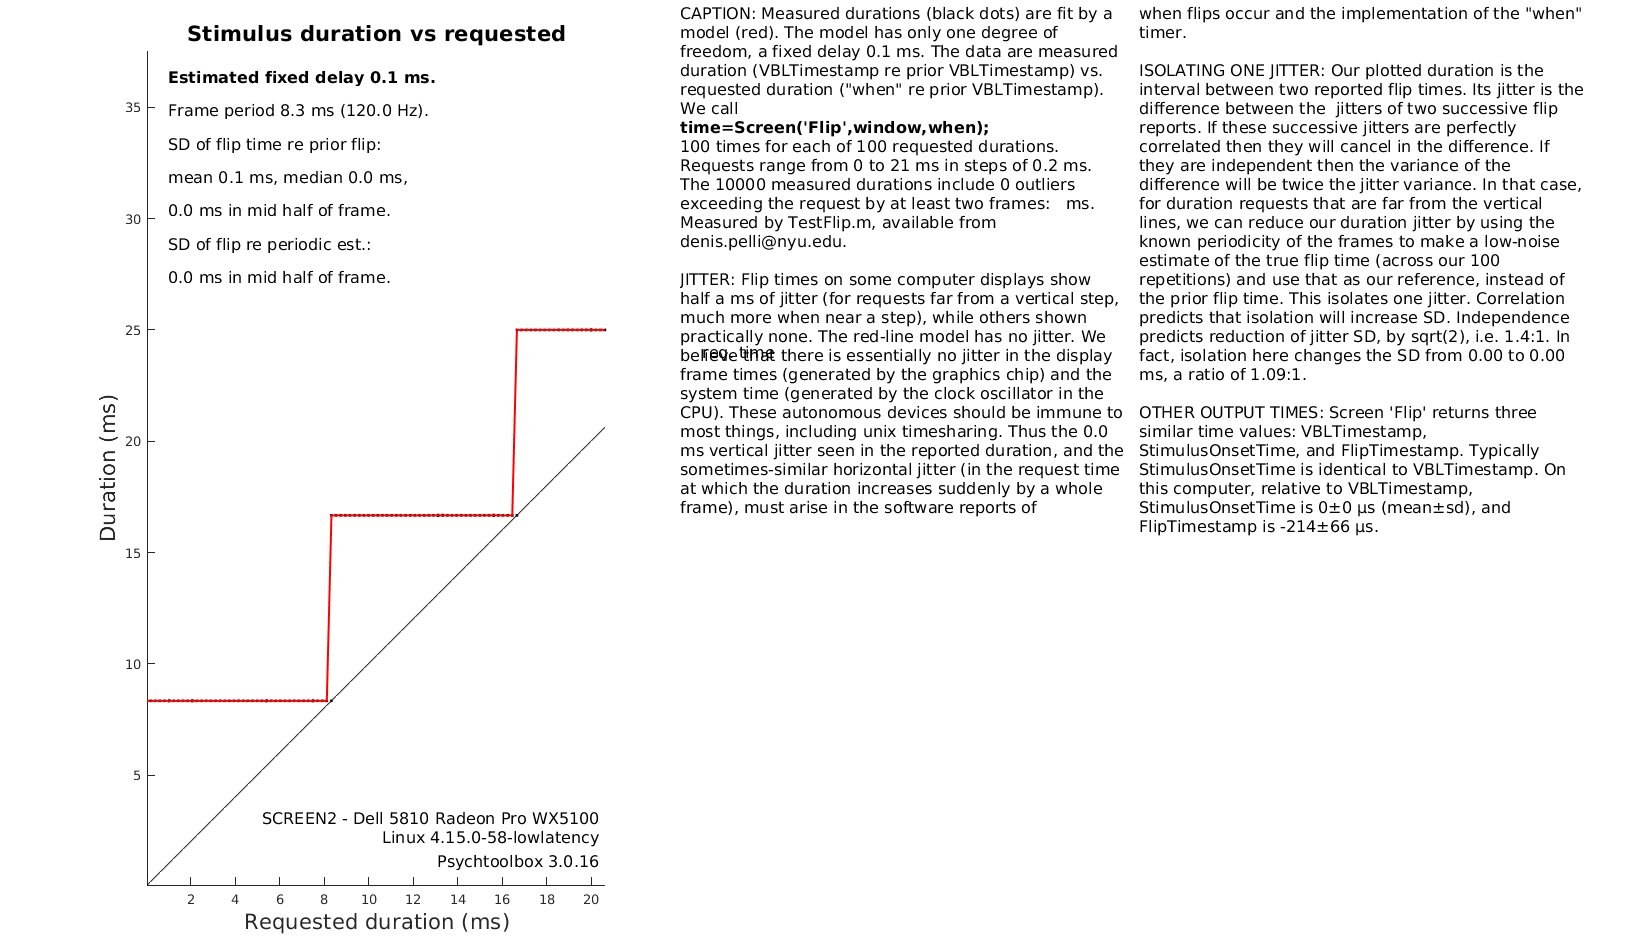 Stimulus duration vs requested
Estimated fixed delay 0.1 ms.
Frame period 8.3 ms (120.0 Hz).
SD of flip time re prior flip:
mean 0.1 ms, median 0.0 ms,
0.0 ms in mid half of frame.
SD of flip re periodic est.:
0.0 ms in mid half of frame.
35
30
25
20
15
10
5
Duration (ms)
SCREEN2 - Dell 5810 Radeon Pro WX5100
Linux 4.15.0-58-lowlatency
Psychtoolbox 3.0.16
2 4 6 8 10 12 14 16 18 20
Requested duration (ms)
CAPTION: Measured durations (black dots) are fit by a
model (red). The model has only one degree of
freedom, a fixed delay 0.1 ms. The data are measured
duration (VBLTimestamp re prior VBLTimestamp) vs.
requested duration ("when" re prior VBLTimestamp).
We call
time=Screen('Flip',window,when);
100 times for each of 100 requested durations.
Requests range from 0 to 21 ms in steps of 0.2 ms.
The 10000 measured durations include 0 outliers
exceeding the request by at least two frames:   ms.
Measured by TestFlip.m, available from
denis.pelli@nyu.edu.
JITTER: Flip times on some computer displays show
half a ms of jitter (for requests far from a vertical step,
much more when near a step), while others shown
practically none. The red-line model has no jitter. We
req. time
believe that there is essentially no jitter in the display
frame times (generated by the graphics chip) and the
system time (generated by the clock oscillator in the
CPU). These autonomous devices should be immune to
most things, including unix timesharing. Thus the 0.0
ms vertical jitter seen in the reported duration, and the
sometimes-similar horizontal jitter (in the request time
at which the duration increases suddenly by a whole
frame), must arise in the software reports of
when flips occur and the implementation of the "when"
timer.
ISOLATING ONE JITTER: Our plotted duration is the
interval between two reported flip times. Its jitter is the
difference between the  jitters of two successive flip
reports. If these successive jitters are perfectly
correlated then they will cancel in the difference. If
they are independent then the variance of the
difference will be twice the jitter variance. In that case,
for duration requests that are far from the vertical
lines, we can reduce our duration jitter by using the
known periodicity of the frames to make a low-noise
estimate of the true flip time (across our 100
repetitions) and use that as our reference, instead of
the prior flip time. This isolates one jitter. Correlation
predicts that isolation will increase SD. Independence
predicts reduction of jitter SD, by sqrt(2), i.e. 1.4:1. In
fact, isolation here changes the SD from 0.00 to 0.00
ms, a ratio of 1.09:1.
OTHER OUTPUT TIMES: Screen 'Flip' returns three
similar time values: VBLTimestamp,
StimulusOnsetTime, and FlipTimestamp. Typically
StimulusOnsetTime is identical to VBLTimestamp. On
this computer, relative to VBLTimestamp,
StimulusOnsetTime is 0±0 µs (mean±sd), and
FlipTimestamp is -214±66 µs.